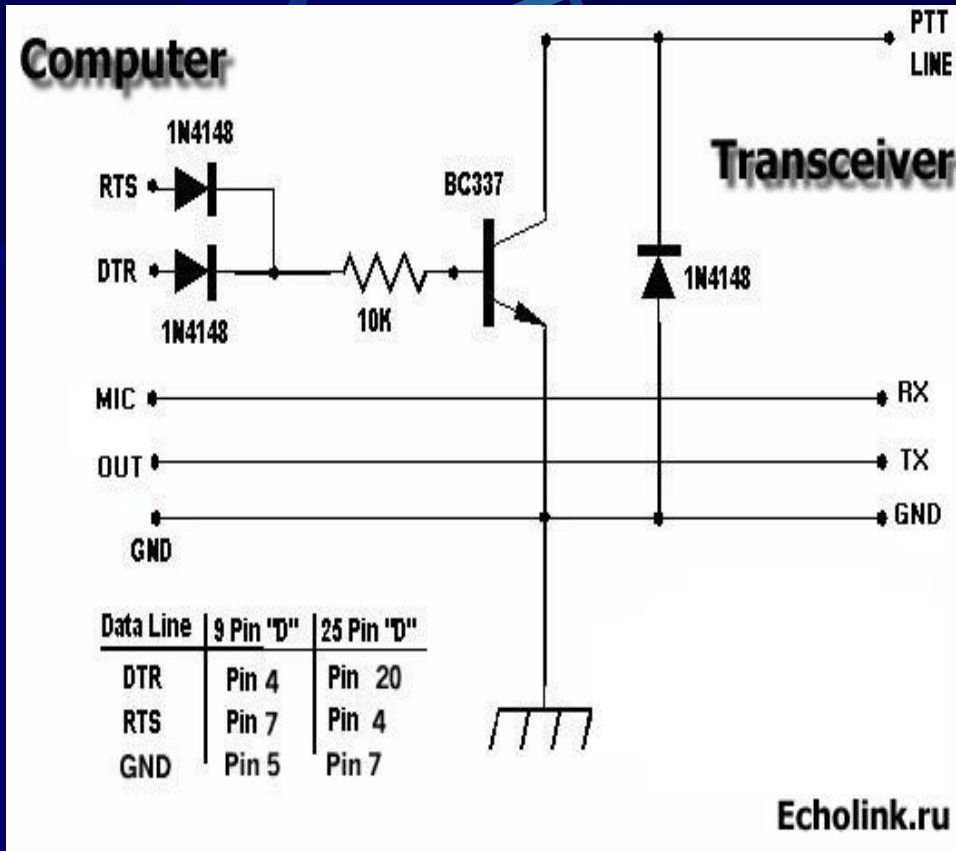 Computer
PTT
LINE
1N4148
Transceiver
RTS
BC337
DTR
1N4148
10K
1N4148
MIC
RX
OUT
TX
GND
GND
Data Line 9 Pin "D" 25 Pin "D"
DTR Pin 4 Pin 20
RTS Pin 7 Pin 4
GND Pin 5 Pin 7
Echolink.ru